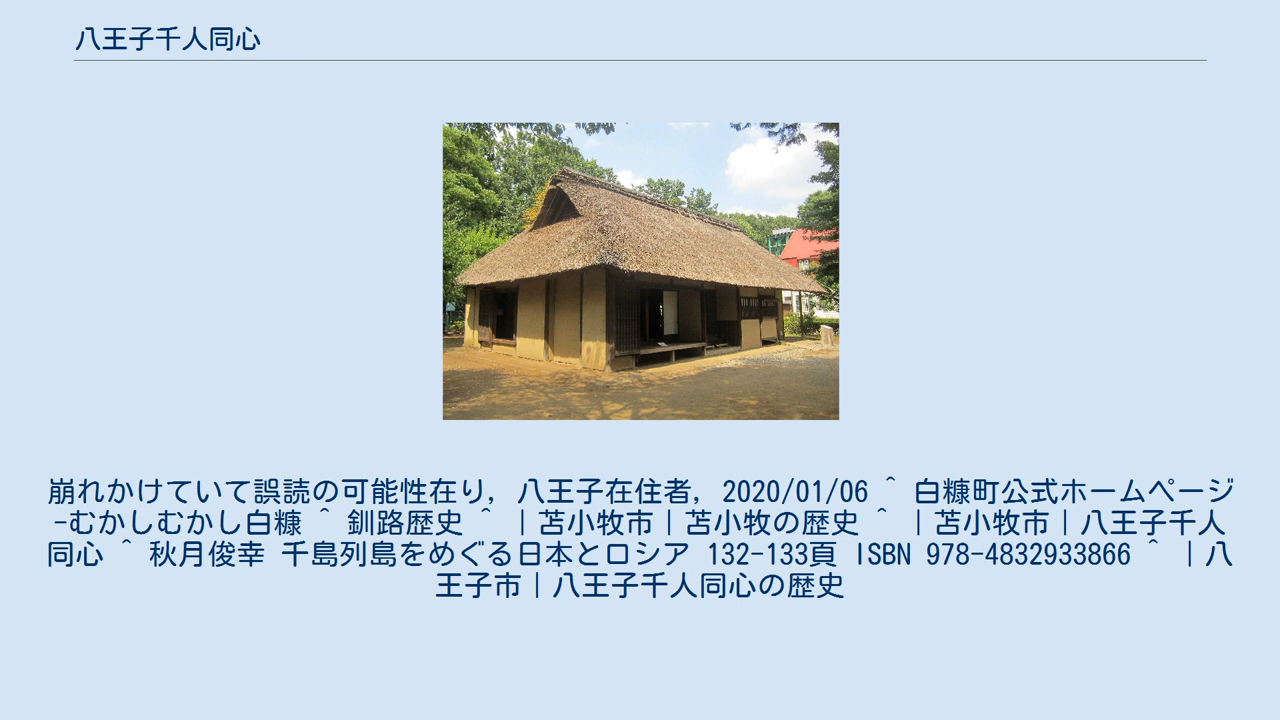 八王子千人同心
崩れかけていて誤読の可能性在り, 八王子在住者, 2020/01/06 ^ 白糠町公式ホームページ
-むかしむかし白糠 ^ 釧路歴史 ^ |苫小牧市|苫小牧の歴史 ^ |苫小牧市|八王子千人
同心 ^ 秋月俊幸 千島列島をめぐる日本とロシア 132-133頁 ISBN 978-4832933866 ^ |八
王子市|八王子千人同心の歴史